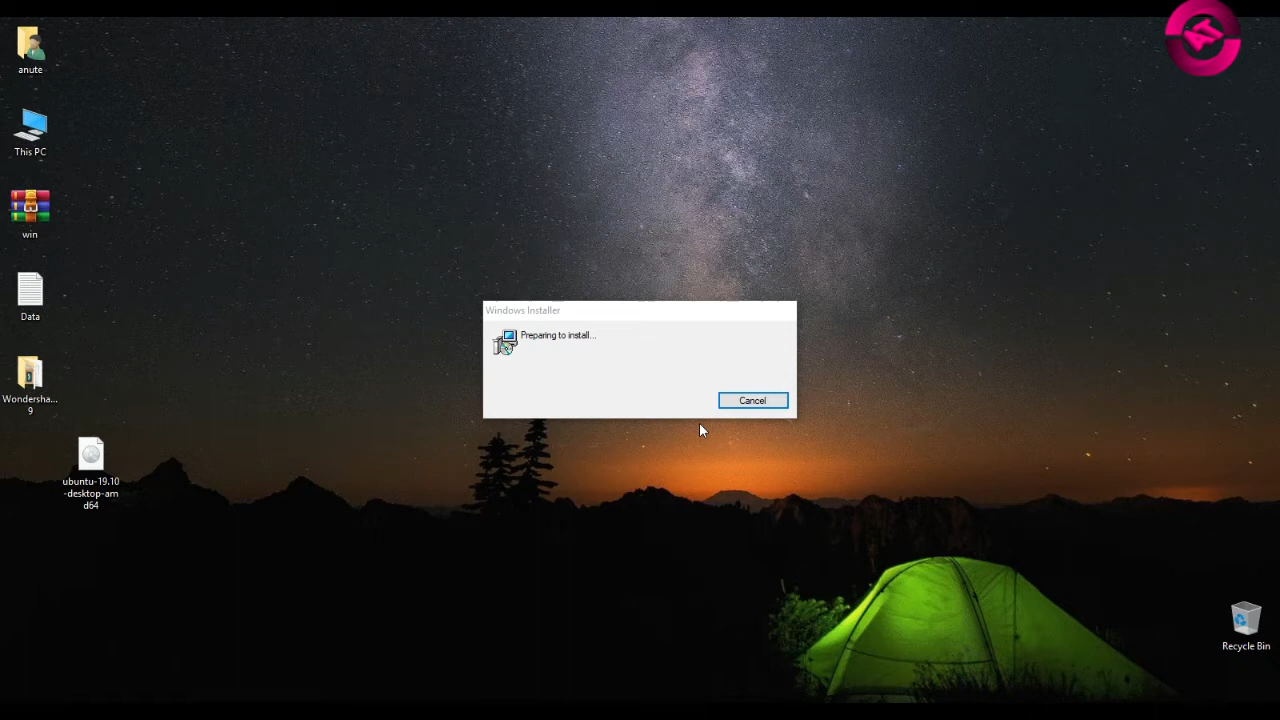 anute
This PC
win
Data
Wondersha...
9
ubuntu-19.10
-desktop-am
d64
Windows Installer
Preparing to install...
Cancel
Recycle Bin